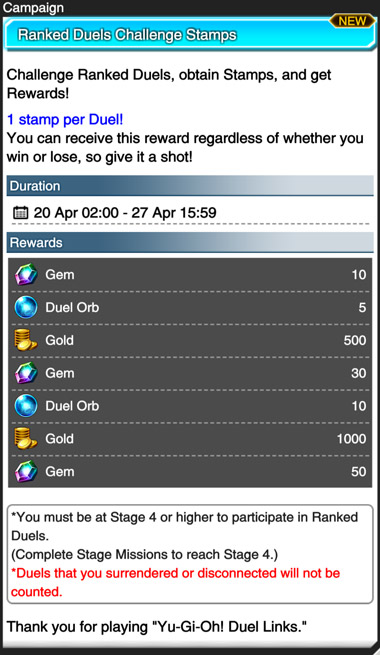 Campaign
NEW
Ranked Duels Challenge Stamps
Challenge Ranked Duels, obtain Stamps, and get
Rewards!
1 stamp per Duel!
You can receive this reward regardless of whether you
win or lose, so give it a shot!
Duration
20 Apr 02:00 - 27 Apr 15:59
Rewards
Gem 10
Duel Orb 5
Gold 500
Gem 30
Duel Orb 10
Gold 1000
Gem 50
*You must be at Stage 4 or higher to participate in Ranked
Duels.
(Complete Stage Missions to reach Stage 4.)
*Duels that you surrendered or disconnected will not be
counted.
Thank you for playing "Yu-Gi-Oh! Duel Links."